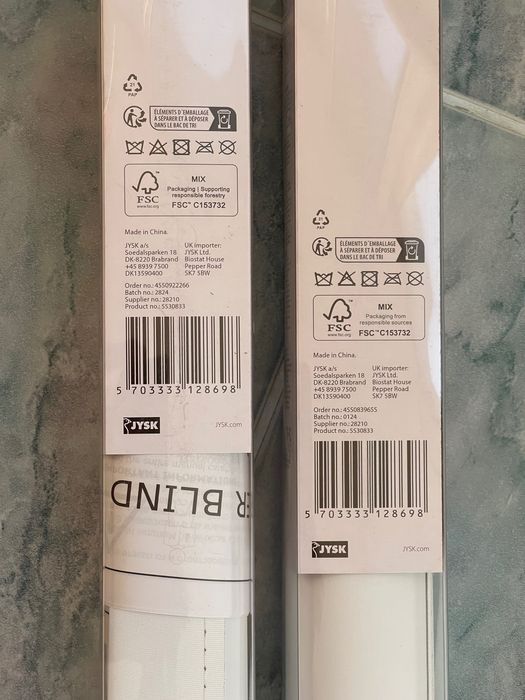 21
PAP
ÉLÉMENTS D'EMBALLAGE
À SÉPARER ET À DÉPOSER
DANS LE BAC DE TRI
FSC™
www.fsc.org
MIX
Packaging | Supporting
responsible forestry
FSC™ C153732
Made in China.
JYSK a/s
Soedalsparken 18
DK-8220 Brabrand
+45 8939 7500
DK13590400
UK importer:
JYSK Ltd.
Biostat House
Pepper Road
SK7 5BW
Order no.: 4550922266
Batch no.: 2824
Supplier no.: 28210
Product no.: 5530833
5 703333 128698
JYSK
JYSK.com
ER BLIND
PAP
ÉLÉMENTS D'EMBALLAGE
À SÉPARER ET À DÉPOSER
DANS LE BAC DE TRI
FSC™
www.fsc.org
MIX
Packaging from
responsible sources
FSC™ C153732
Made in China.
JYSK a/s
Soedalsparken 18
DK-8220 Brabrand
+45 8939 7500
DK13590400
UK importer:
JYSK Ltd.
Biostat House
Pepper Road
SK7 5BW
Order no.: 4550839655
Batch no.: 0124
Supplier no.: 28210
Product no.: 5530833
5 703333 128698
JYSK
JYSK.com